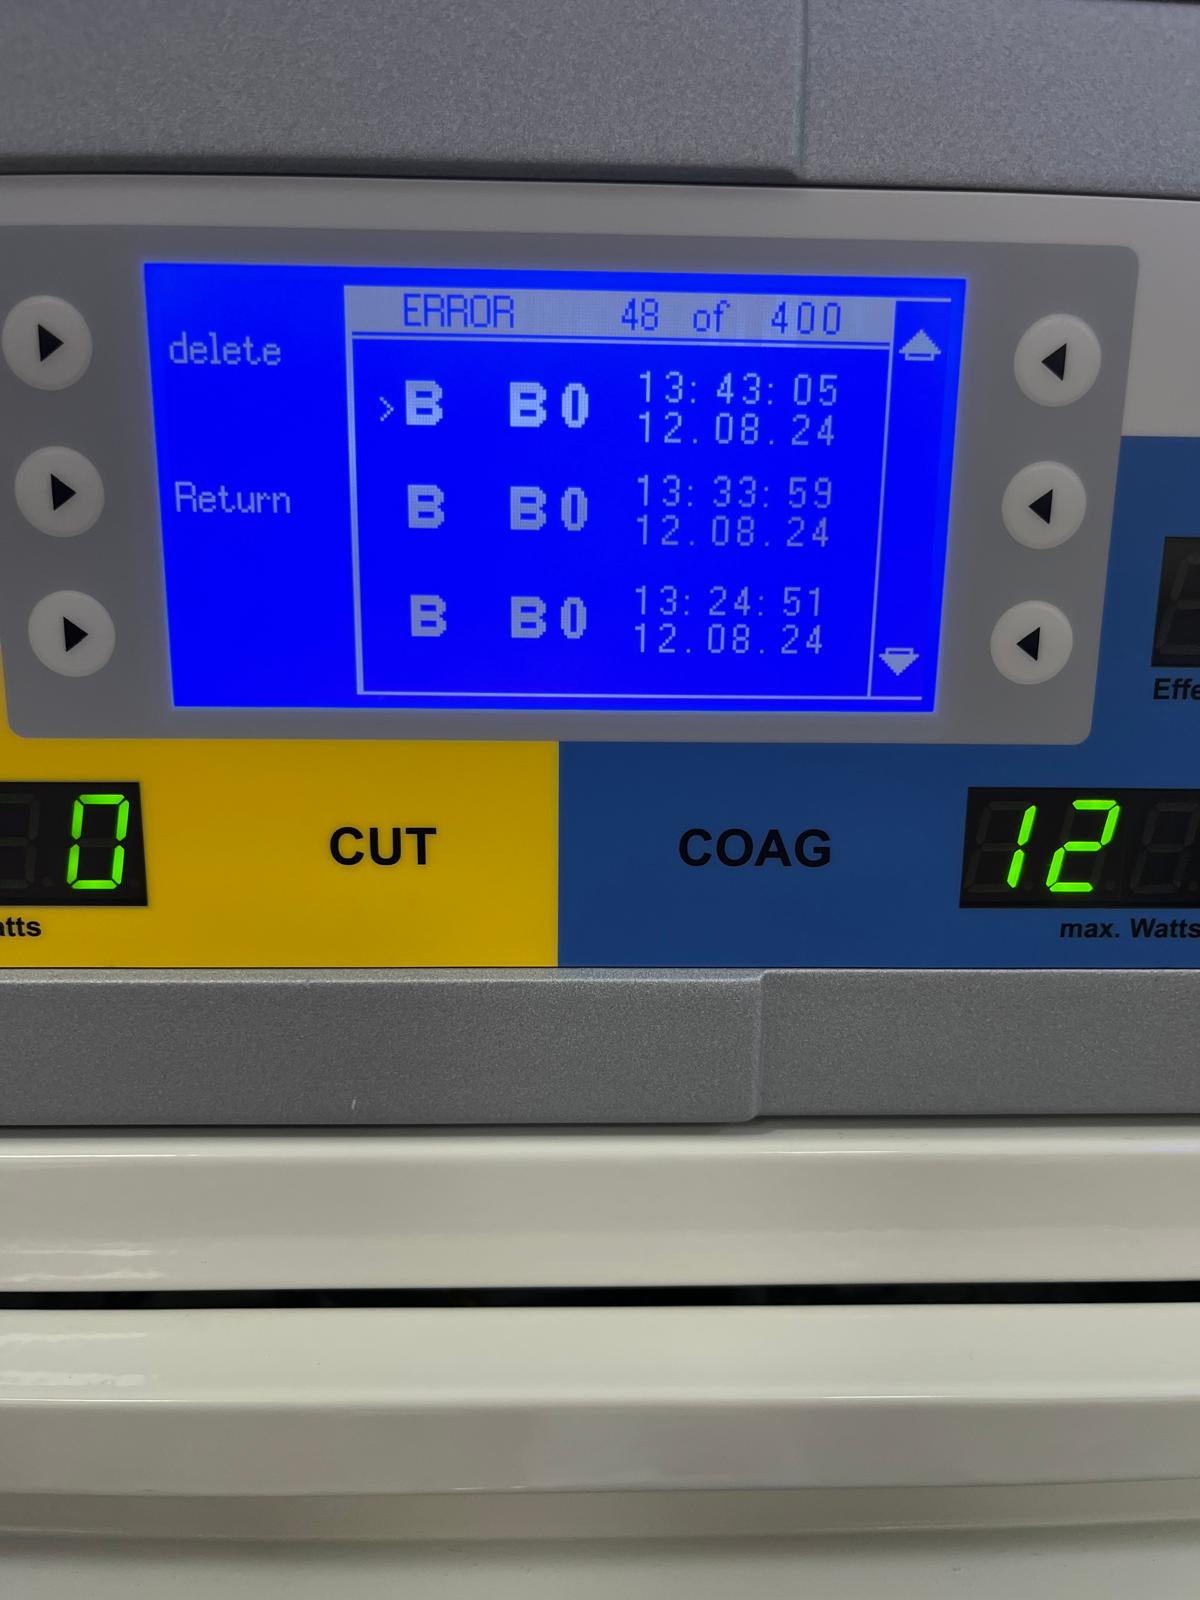 ERROR 48 of 400
delete
>B B0 13:43:05
12.08.24
Return
B B0 13:33:59
12.08.24
B B0 13:24:51
12.08.24
0
CUT
COAG
12
max. Watts